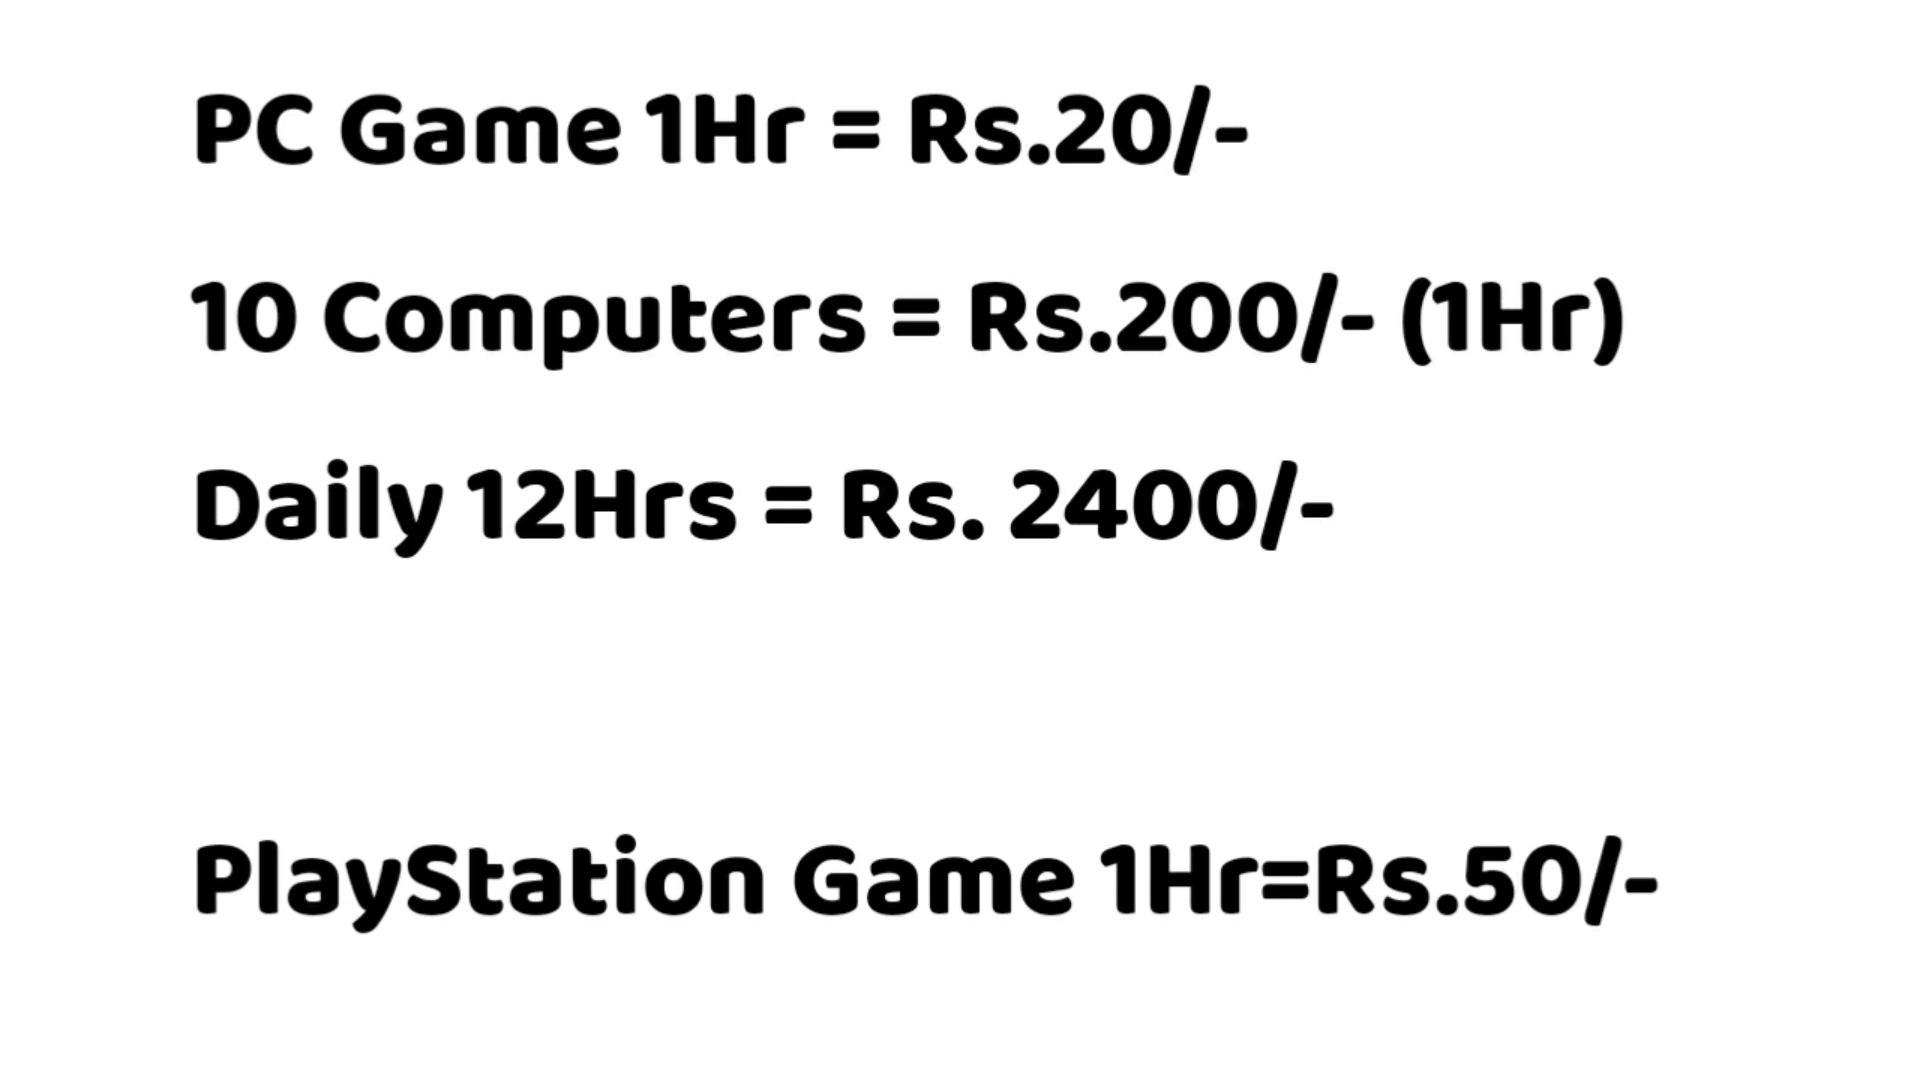 PC Game 1Hr = Rs.20/-
10 Computers = Rs.200/- (1Hr)
Daily 12Hrs = Rs. 2400/-
PlayStation Game 1Hr=Rs.50/-